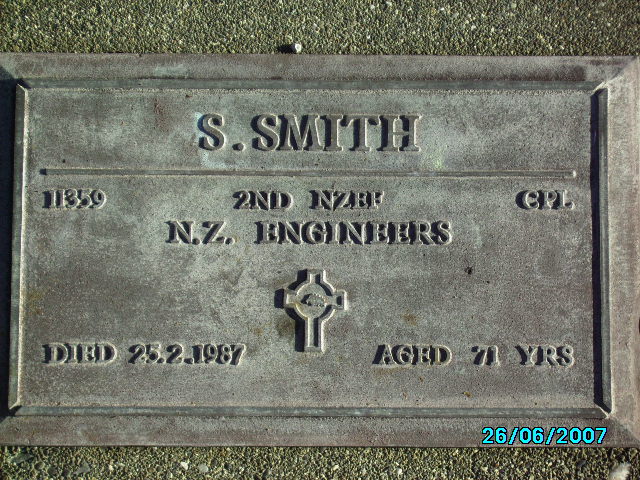 S. SMITH
11359 2ND NZEF CPL
N.Z. ENGINEERS
DIED 25.2.1987 AGED 71 YRS
26/06/2007